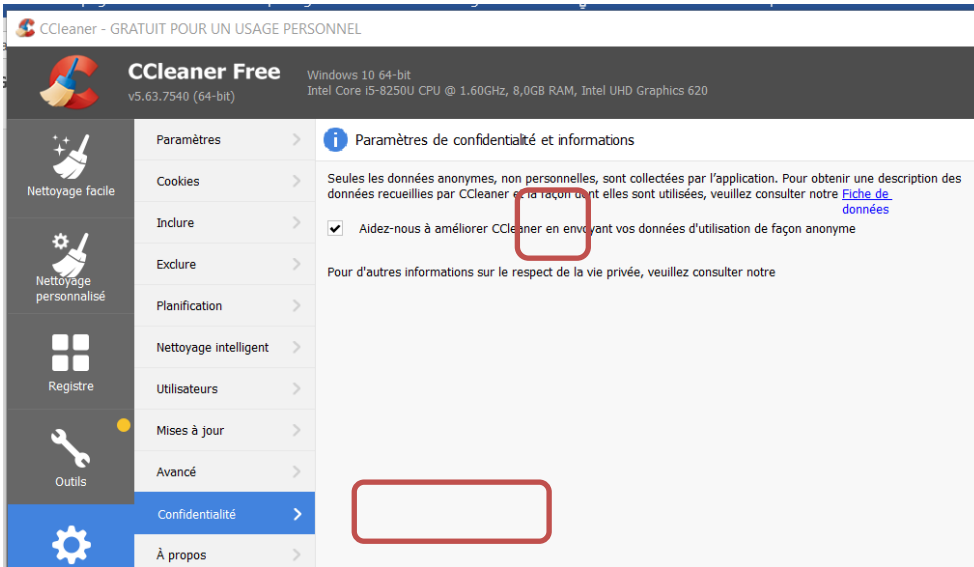 CCleaner - GRATUIT POUR UN USAGE PERSONNEL
CCleaner Free
v5.63.7540 (64-bit)
Windows 10 64-bit
Intel Core i5-8250U CPU @ 1.60GHz, 8,0GB RAM, Intel UHD Graphics 620
Nettoyage facile
Nettoyage
personnalisé
Registre
Outils
Paramètres
Cookies
Inclure
Exclure
Planification
Nettoyage intelligent
Utilisateurs
Mises à jour
Avancé
Confidentialité
À propos
Paramètres de confidentialité et informations
Seules les données anonymes, non personnelles, sont collectées par l'application. Pour obtenir une description des
données recueillies par CCleaner et la façon dont elles sont utilisées, veuillez consulter notre Fiche de
données
Aidez-nous à améliorer CCleaner en envoyant vos données d'utilisation de façon anonyme
Pour d'autres informations sur le respect de la vie privée, veuillez consulter notre